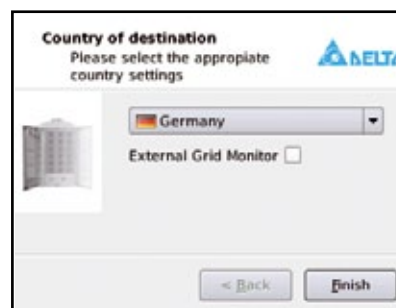 Country of destination
Please select the appropiate
country settings
DELTA
Germany
External Grid Monitor
< Back
Finish